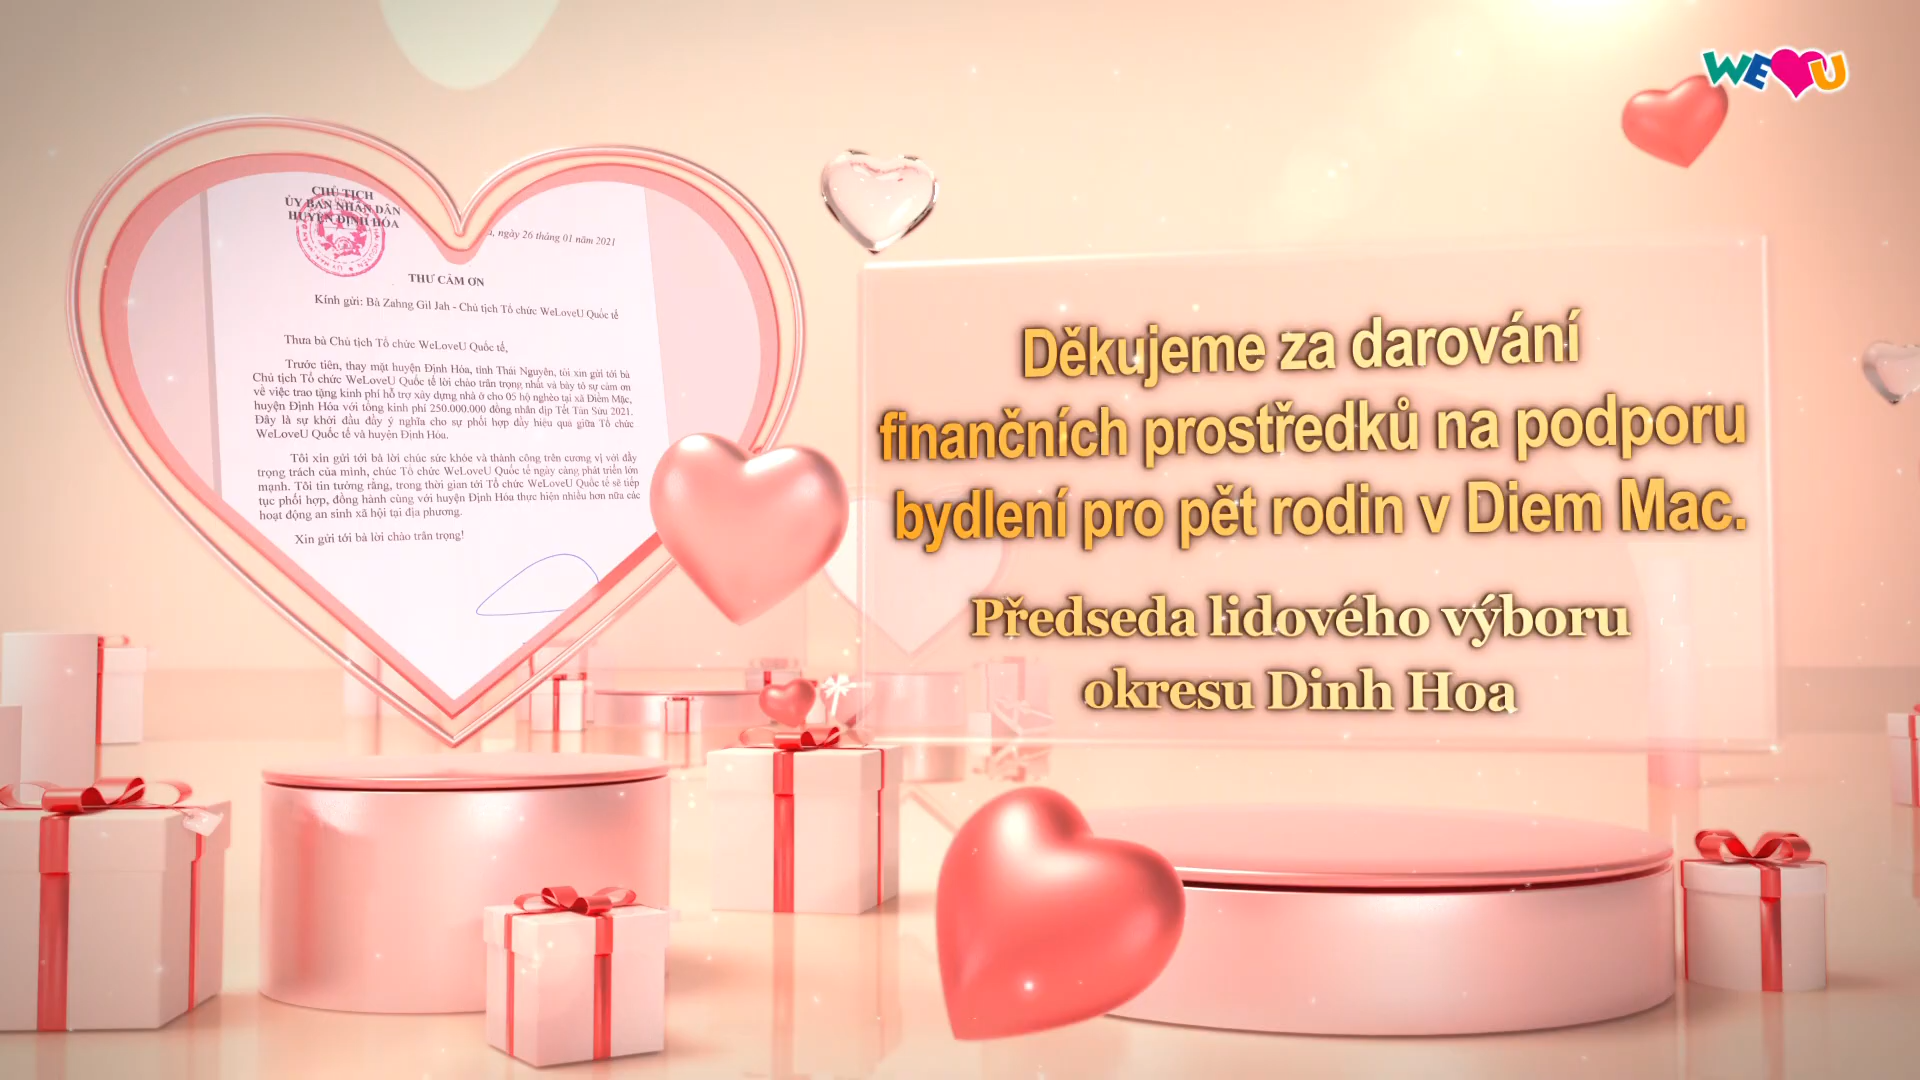 WE U
CHỦ TỊCH
ỦY BAN NHÂN DÂN
HUYỆN ĐỊNH HÓA
ngày 26 tháng 01 năm 2021
THƯ CẢM ƠN
Kính gửi: Bà Zahng Gil Jah - Chủ tịch Tổ chức WeLoveU Quốc tế
Thưa bà Chủ tịch Tổ chức WeLoveU Quốc tế,
Trước tiên, thay mặt huyện Định Hóa, tỉnh Thái Nguyên, tôi xin gửi tới bà
Chủ tịch Tổ chức WeLoveU Quốc tế lời chào trân trọng nhất và bày tỏ sự cảm ơn
về việc trao tặng kinh phí hỗ trợ xây dựng nhà ở cho 05 hộ nghèo tại xã Điềm Mặc,
huyện Định Hóa với tổng kinh phí 250.000.000 đồng nhân dịp Tết Tân Sửu 2021.
Đây là sự khởi đầu đầy ý nghĩa cho sự phối hợp đầy hiệu quả giữa Tổ chức
WeLoveU Quốc tế và huyện Định Hóa.
Tôi xin gửi tới bà lời chúc sức khỏe và thành công trên cương vị với đầy
trọng trách của mình, chúc Tổ chức WeLoveU Quốc tế ngày càng phát triển lớn
mạnh. Tôi tin tưởng rằng, trong thời gian tới Tổ chức WeLoveU Quốc tế sẽ tiếp
tục phối hợp, đồng hành cùng với huyện Định Hóa thực hiện nhiều hơn nữa các
hoạt động an sinh xã hội tại địa phương.
Xin gửi tới bà lời chào trân trọng!
Děkujeme za darování
finančních prostředků na podporu
bydlení pro pět rodin v Diem Mac.
Předseda lidového výboru
okresu Dinh Hoa